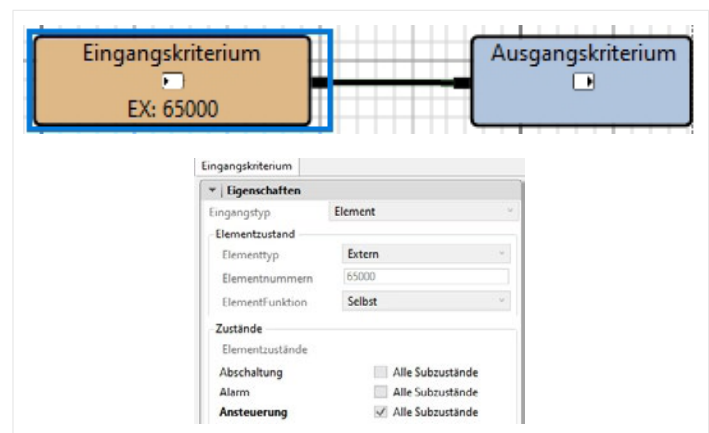 Eingangskriterium
EX: 65000
Ausgangskriterium
Eingangskriterium
Eigenschaften
Eingangstyp Element
Elementzustand
Elementtyp Extern
Elementnummern 65000
ElementFunktion Selbst
Zustände
Elementzustände
Abschaltung Alle Subzustände
Alarm Alle Subzustände
Ansteuerung Alle Subzustände